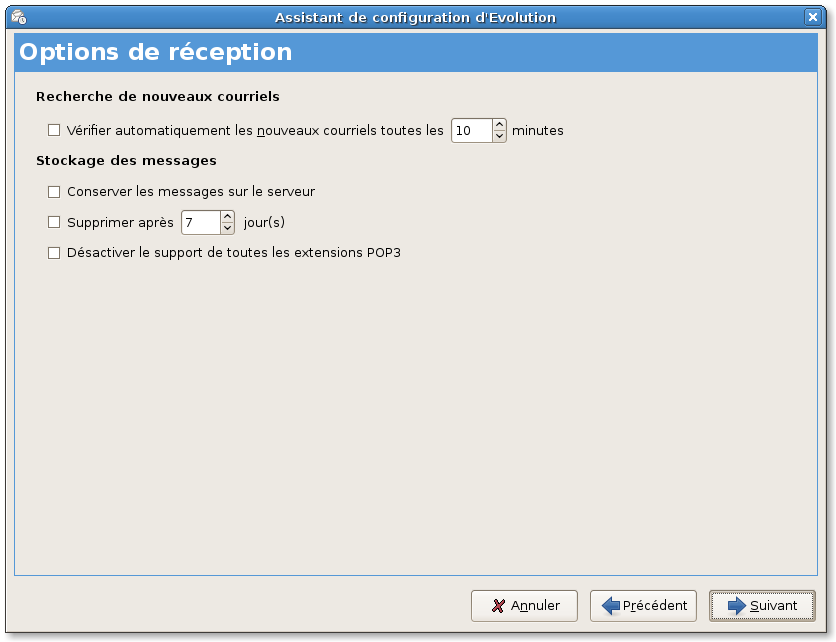 Assistant de configuration d'Evolution
Options de réception
Recherche de nouveaux courriels
Vérifier automatiquement les nouveaux courriels toutes les 10 minutes
Stockage des messages
Conserver les messages sur le serveur
Supprimer après 7 jour(s)
Désactiver le support de toutes les extensions POP3
Annuler Précédent Suivant